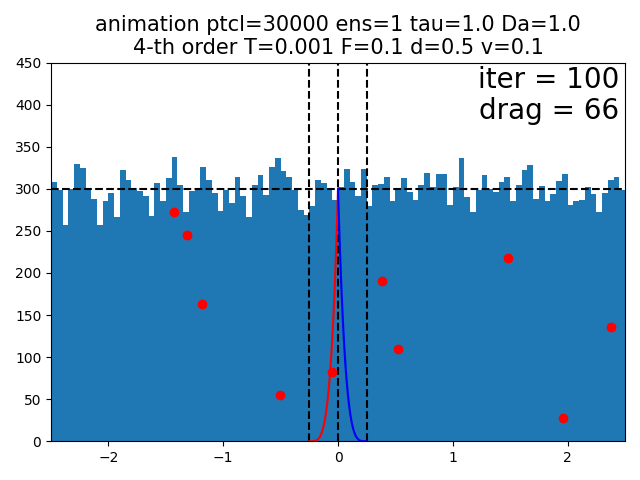 animation ptcl=30000 ens=1 tau=1.0 Da=1.0
4-th order T=0.001 F=0.1 d=0.5 v=0.1
iter = 100
drag = 66
450
400
350
300
250
200
150
100
50
0
−2 −1 0 1 2